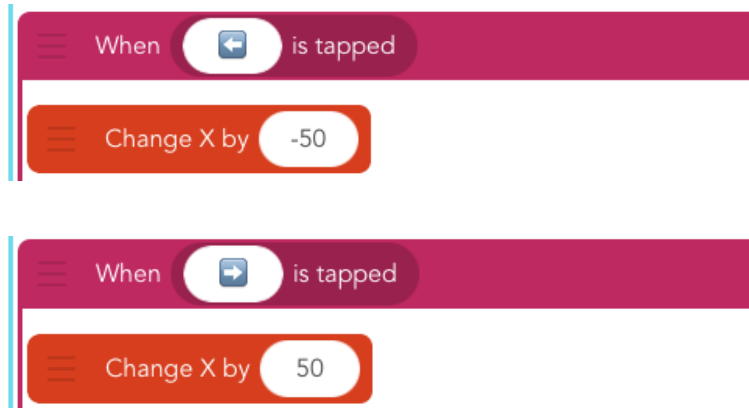 When ⬅️ is tapped
Change X by -50
When ➡️ is tapped
Change X by 50